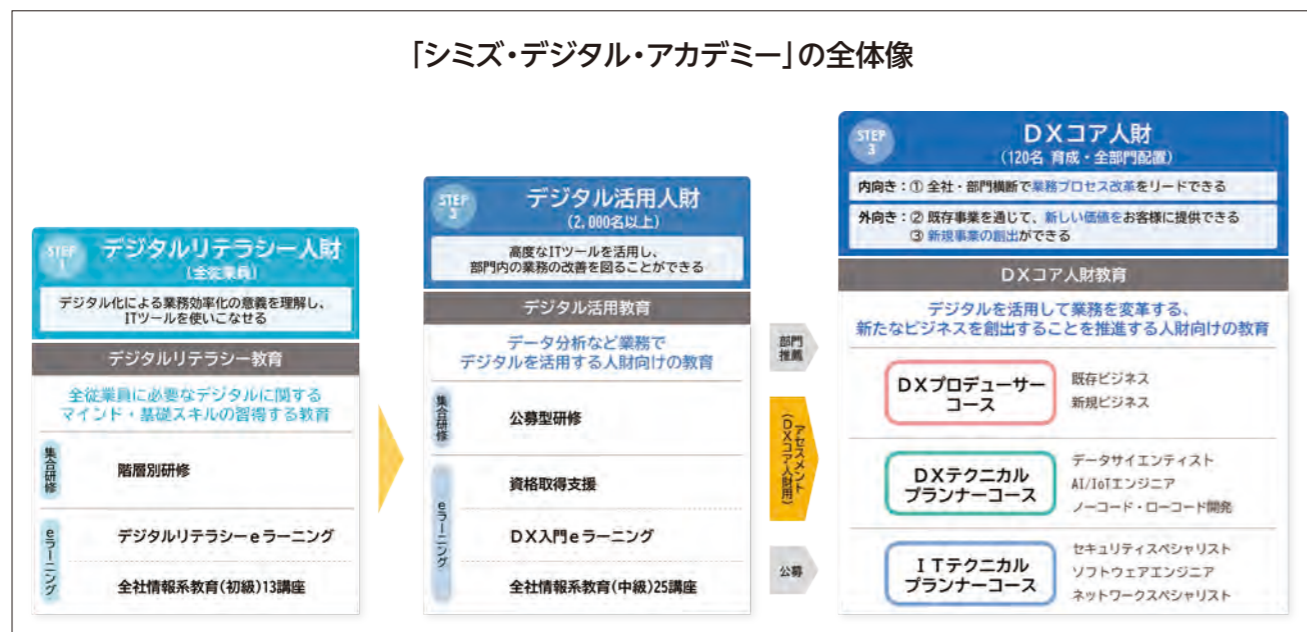 「シミズ・デジタル・アカデミー」の全体像
STEP
1
デジタルリテラシー人財
(全従業員)
デジタル化による業務効率化の意義を理解し、
ITツールを使いこなせる
デジタルリテラシー教育
全従業員に必要なデジタルに関する
マインド・基礎スキルの習得する教育
集合研修
階層別研修
eラーニング
デジタルリテラシーeラーニング
全社情報系教育(初級)13講座
STEP
デジタル活用人財
(2,000名以上)
高度なITツールを活用し、
部門内の業務の改善を図ることができる
デジタル活用教育
データ分析など業務で
デジタルを活用する人財向けの教育
集合研修
公募型研修
eラーニング
資格取得支援
DX入門eラーニング
全社情報系教育(中級)25講座
部門
推薦
アセスメント
(DXコア人財用)
公募
STEP
3
DXコア人財
(120名 育成・全部門配置)
内向き:① 全社・部門横断で業務プロセス改革をリードできる
外向き:② 既存事業を通じて、新しい価値をお客様に提供できる
③ 新規事業の創出ができる
DXコア人財教育
デジタルを活用して業務を変革する、
新たなビジネスを創出することを推進する人財向けの教育
DXプロデューサー
コース
既存ビジネス
新規ビジネス
DXテクニカル
プランナーコース
データサイエンティスト
AI/IoTエンジニア
ノーコード・ローコード開発
ITテクニカル
プランナーコース
セキュリティスペシャリスト
ソフトウェアエンジニア
ネットワークスペシャリスト